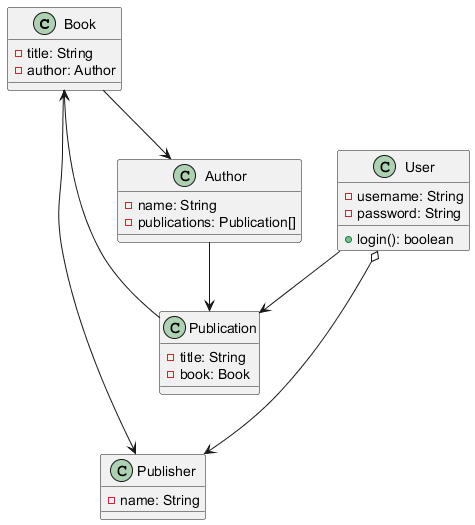 C Book
title: String
author: Author
C Author
name: String
publications: Publication[]
C User
username: String
password: String
login(): boolean
C Publication
title: String
book: Book
C Publisher
name: String